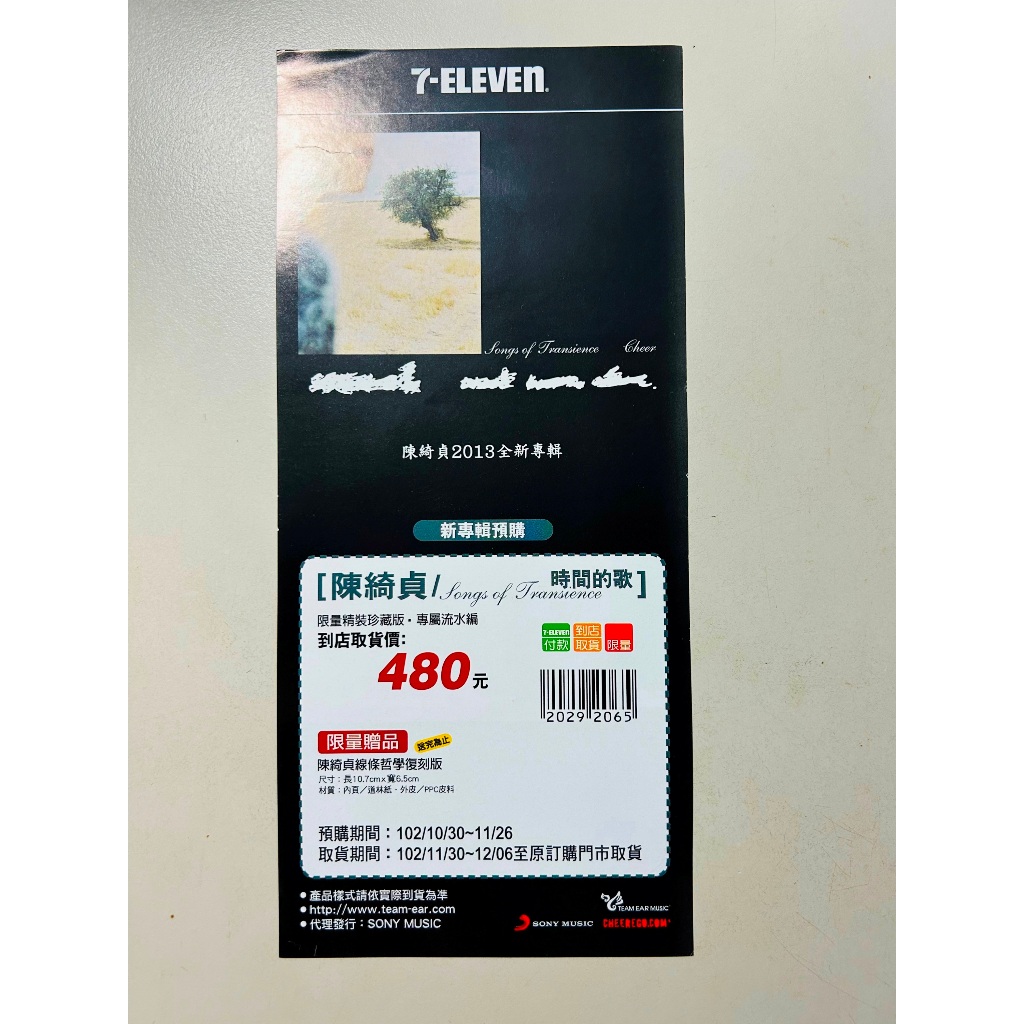 7-ELEVEN
Songs of Transience Cheer
陳綺貞2013全新專輯
新專輯預購
[陳綺貞/Songs of Transience 時間的歌]
限量精裝珍藏版·專屬流水編
到店取貨價:
480元
7-ELEVEN 付款
到店取貨
限量
2029 2065
限量贈品 送完為止
陳綺貞線條哲學復刻版
尺寸：長10.7cmx寬6.5cm
材質：內頁／道林紙·外皮／PPC皮料
預購期間：102/10/30~11/26
取貨期間：102/11/30~12/06至原訂購門市取貨
●產品樣式請依實際到貨為準
●http://www.team-ear.com
●代理發行：SONY MUSIC
TEAM EAR MUSIC
SONY MUSIC
CHEEREGO.COM